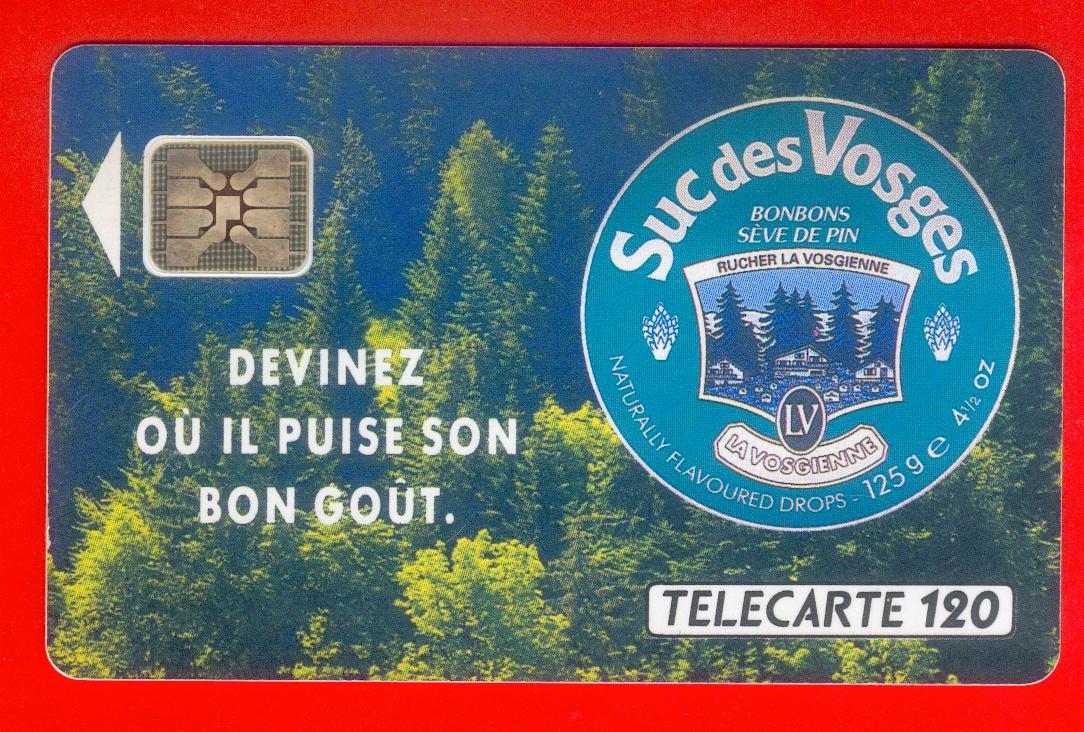 DEVINEZ
OÙ IL PUISE SON
BON GOÛT.
Suc des Vosges
BONBONS
SÈVE DE PIN
RUCHER LA VOSGIENNE
LV
LA VOSGIENNE
NATURALLY FLAVOURED DROPS - 125 g e 4 1/2 OZ
TELECARTE 120